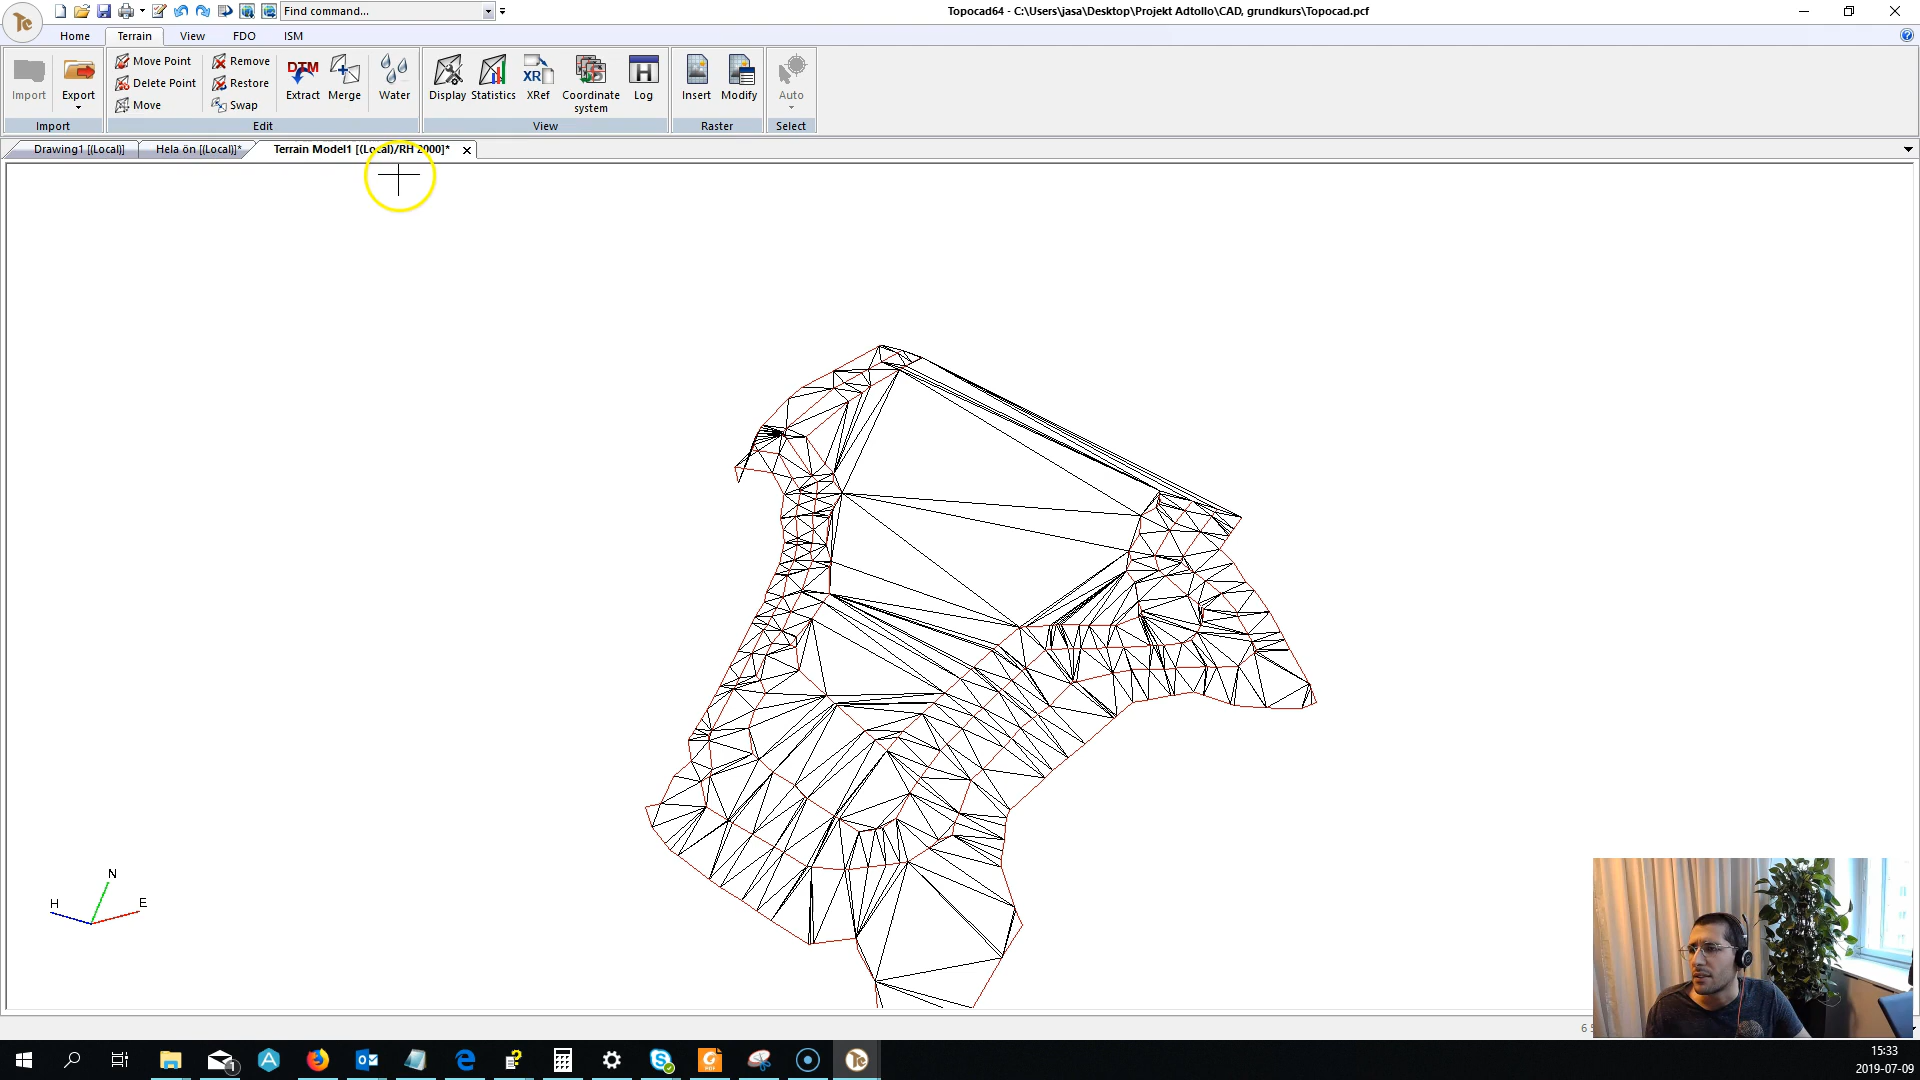 Find command...
Topocad64 - C:\Users\jasa\Desktop\Projekt Adtollo\CAD, grundkurs\Topocad.pcf
Tc
Home Terrain View FDO ISM
Import
Export
Move Point
Delete Point
Move
Remove
Restore
Swap
DTM
Extract
Merge
Water
Display
Statistics
XRef
Coordinate
system
H
Log
Insert
Modify
Auto
Import Edit View Raster Select
Drawing1 [(Local)] Hela ön [(Local)]* Terrain Model1 [(Local)/RH 2000]*
N
H
E
6
15:33
2019-07-09